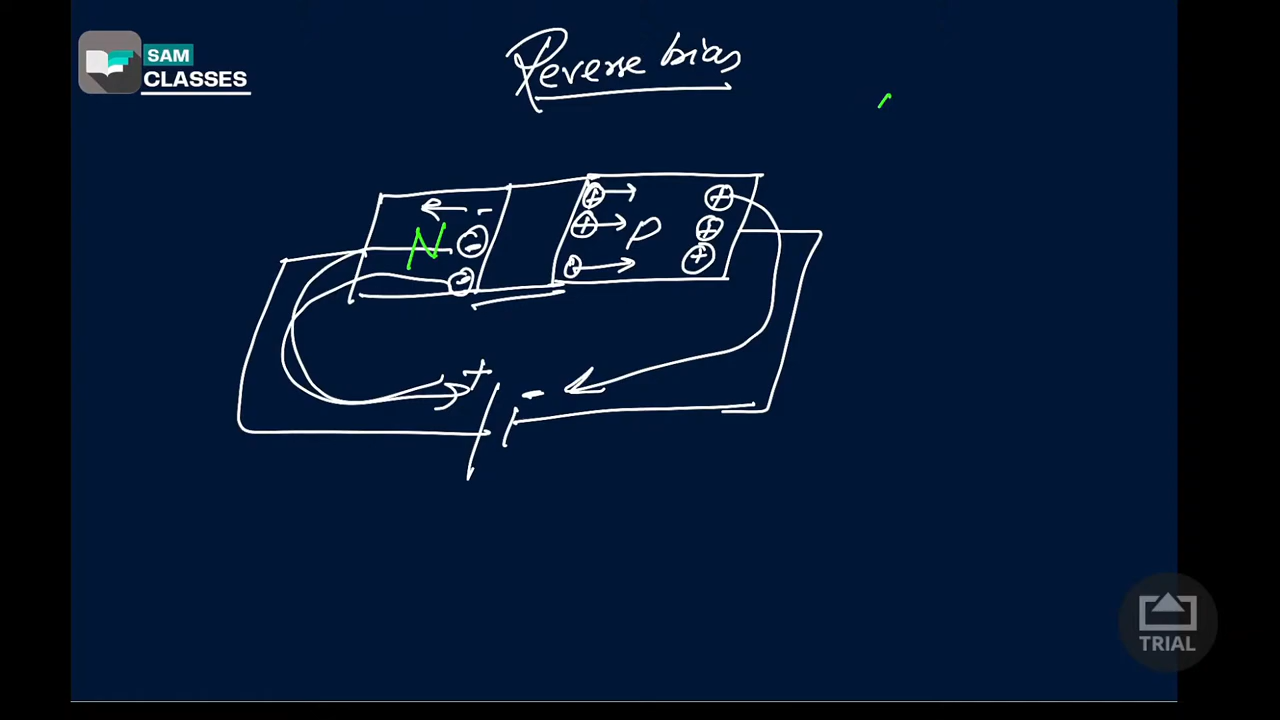 SAM
CLASSES
Reverse bias
N
P
+
-
TRIAL